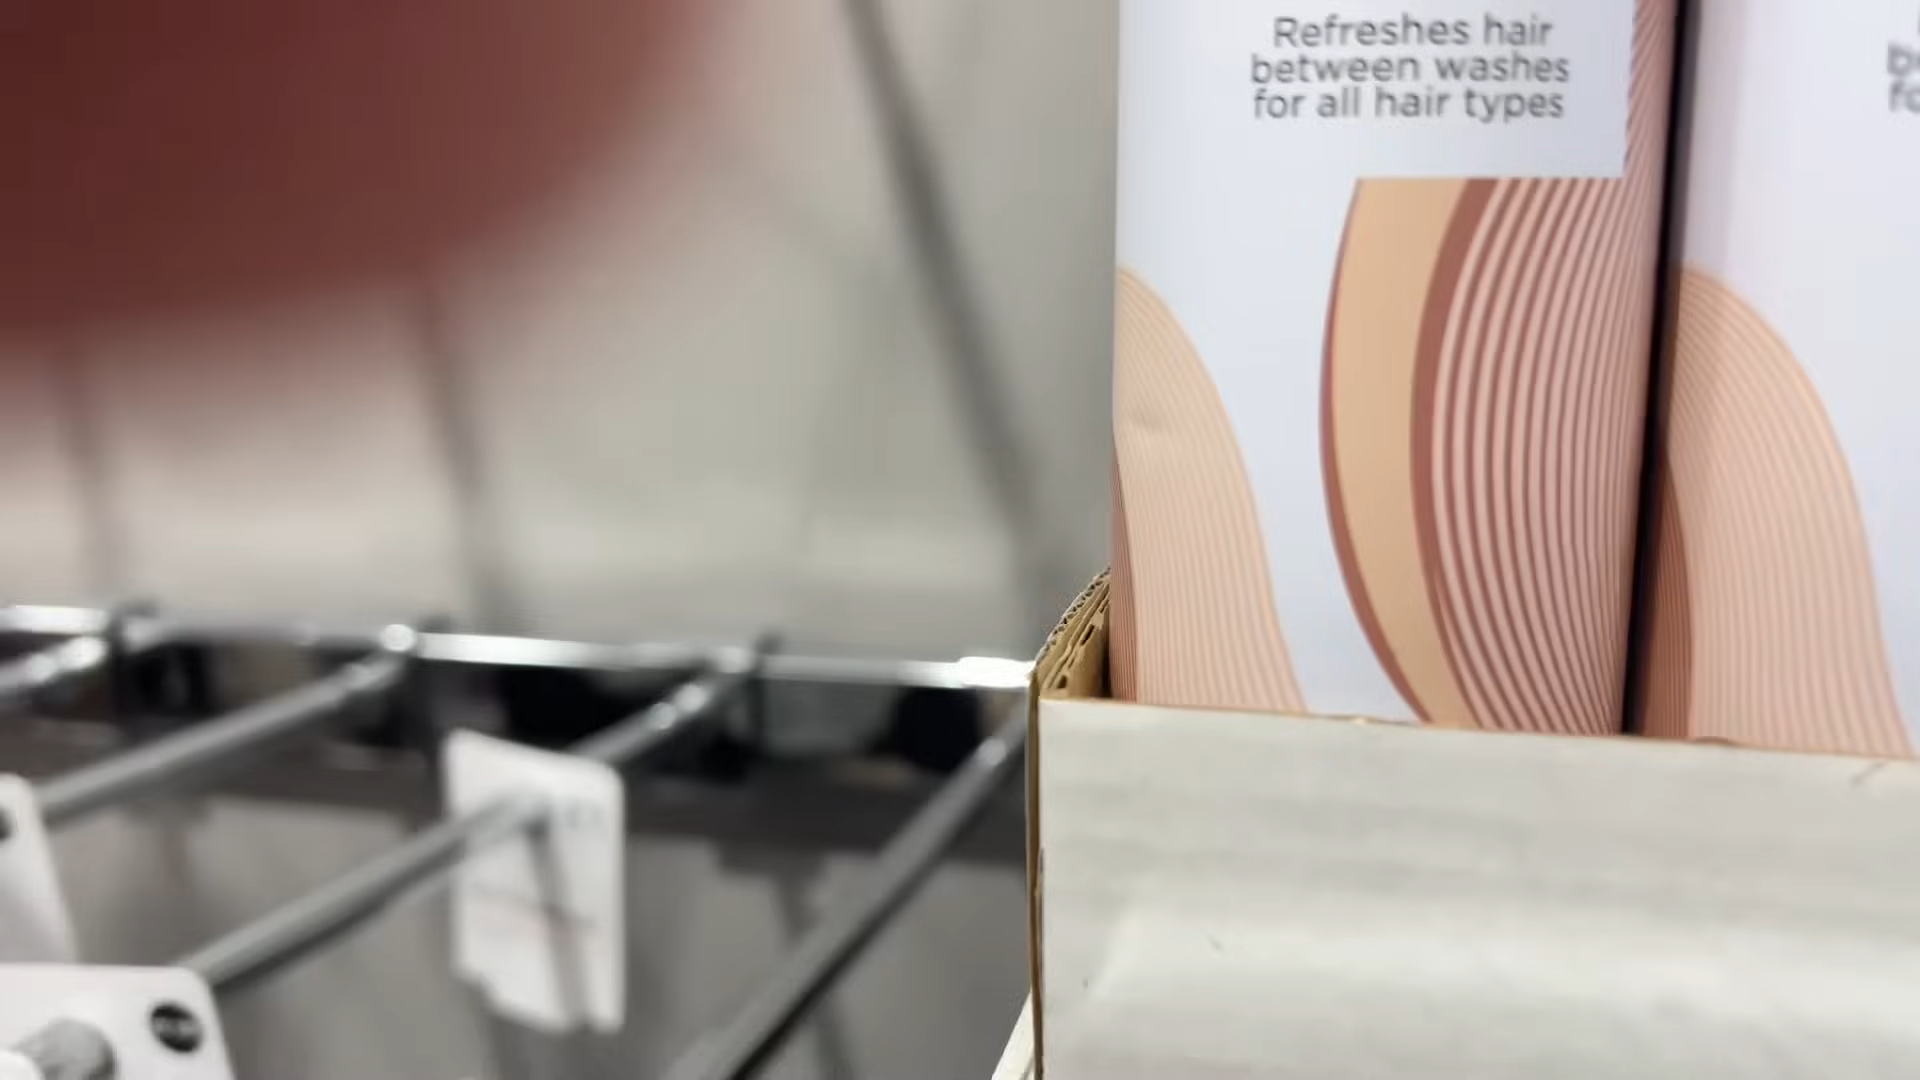 Refreshes hair
between washes
for all hair types